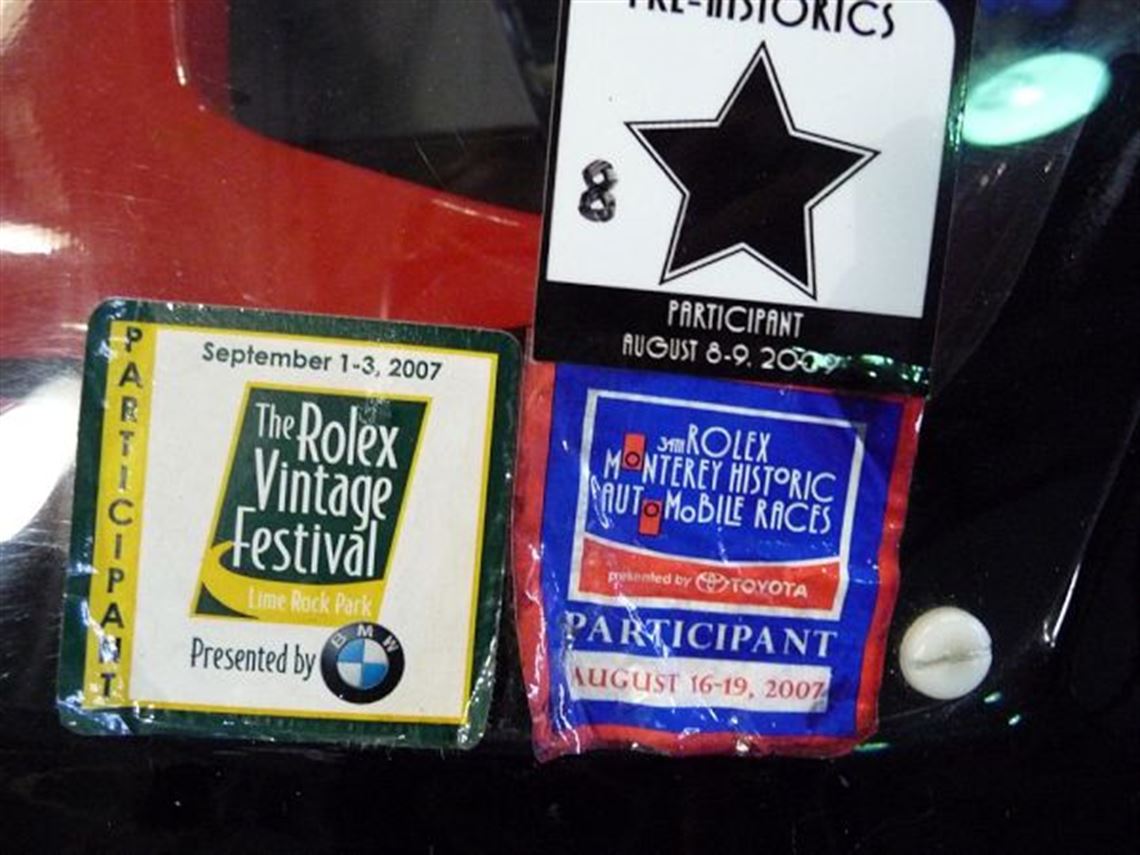 PRE-HISTORICS
8
PARTICIPANT
AUGUST 8-9, 2009
PARTICIPANT
September 1-3, 2007
The Rolex
Vintage
Festival
Lime Rock Park
Presented by
BMW
34TH ROLEX
MONTEREY HISTORIC
AUTOMOBILE RACES
presented by TOYOTA
PARTICIPANT
AUGUST 16-19, 2007